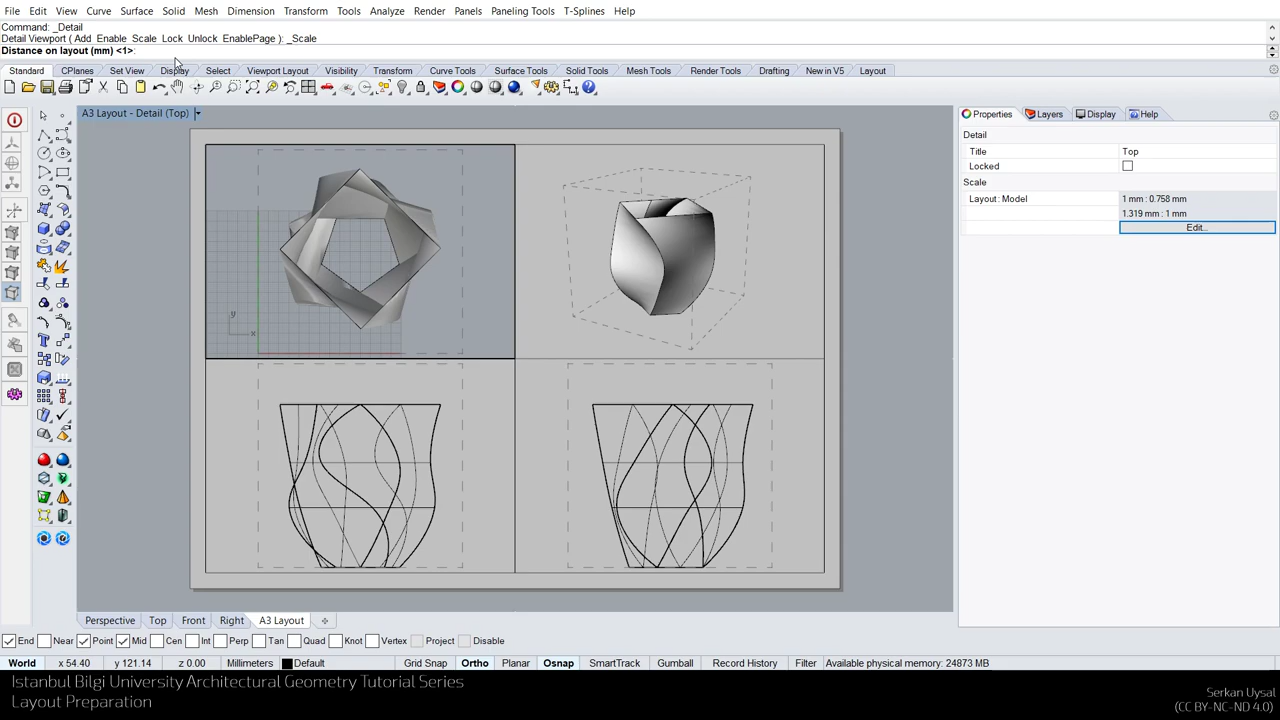 File Edit View Curve Surface Solid Mesh Dimension Transform Tools Analyze Render Panels Paneling Tools T-Splines Help
Command: _Detail
Detail Viewport ( Add Enable Scale Lock Unlock EnablePage ): _Scale
Distance on layout (mm) <1>:
Standard CPlanes Set View Display Select Viewport Layout Visibility Transform Curve Tools Surface Tools Solid Tools Mesh Tools Render Tools Drafting New in V5 Layout
A3 Layout - Detail (Top)
Properties Layers Display Help
Detail
Title Top
Locked
Scale
Layout : Model 1 mm : 0.758 mm
1.319 mm : 1 mm
Edit...
y
x
Perspective Top Front Right A3 Layout
End Near Point Mid Cen Int Perp Tan Quad Knot Vertex Project Disable
World x 54.40 y 121.14 z 0.00 Millimeters Default Grid Snap Ortho Planar Osnap SmartTrack Gumball Record History Filter Available physical memory: 24873 MB
Istanbul Bilgi University Architectural Geometry Tutorial Series
Layout Preparation
Serkan Uysal
(CC BY-NC-ND 4.0)